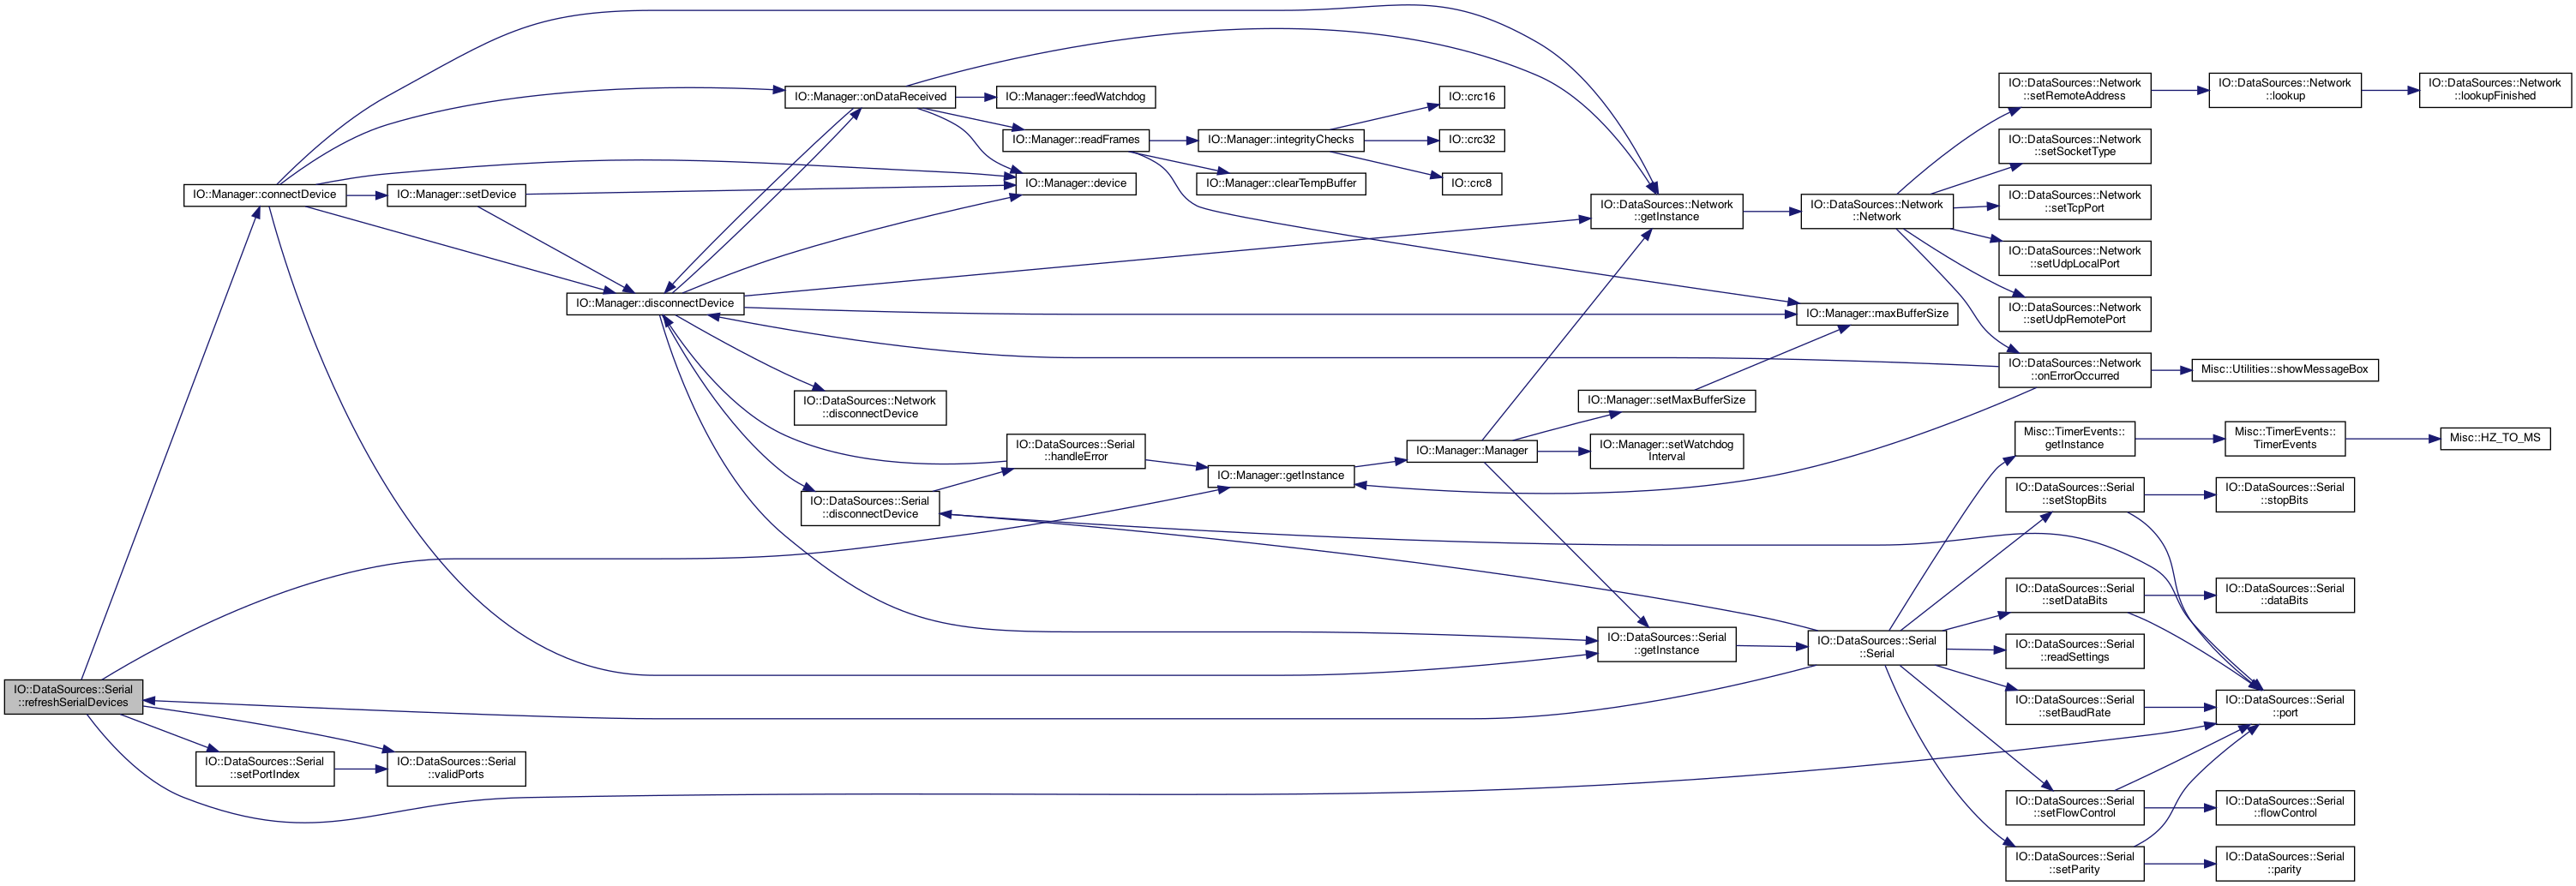 IO::DataSources::Serial
::refreshSerialDevices
IO::Manager::connectDevice
IO::DataSources::Serial
::setPortIndex
IO::Manager::setDevice
IO::DataSources::Serial
::validPorts
IO::Manager::disconnectDevice
IO::Manager::onDataReceived
IO::DataSources::Network
::disconnectDevice
IO::DataSources::Serial
::disconnectDevice
IO::Manager::feedWatchdog
IO::Manager::readFrames
IO::Manager::device
IO::DataSources::Serial
::handleError
IO::Manager::integrityChecks
IO::Manager::clearTempBuffer
IO::Manager::getInstance
IO::crc16
IO::crc32
IO::crc8
IO::Manager::Manager
IO::DataSources::Network
::getInstance
IO::Manager::setMaxBufferSize
IO::Manager::setWatchdog
Interval
IO::DataSources::Serial
::getInstance
IO::DataSources::Network
::Network
IO::Manager::maxBufferSize
IO::DataSources::Serial
::Serial
IO::DataSources::Network
::setRemoteAddress
IO::DataSources::Network
::setSocketType
IO::DataSources::Network
::setTcpPort
IO::DataSources::Network
::setUdpLocalPort
IO::DataSources::Network
::setUdpRemotePort
IO::DataSources::Network
::onErrorOccurred
Misc::TimerEvents::
getInstance
IO::DataSources::Serial
::setStopBits
IO::DataSources::Serial
::setDataBits
IO::DataSources::Serial
::readSettings
IO::DataSources::Serial
::setBaudRate
IO::DataSources::Serial
::setFlowControl
IO::DataSources::Serial
::setParity
IO::DataSources::Network
::lookup
Misc::Utilities::showMessageBox
Misc::TimerEvents::
TimerEvents
IO::DataSources::Serial
::stopBits
IO::DataSources::Serial
::dataBits
IO::DataSources::Serial
::port
IO::DataSources::Serial
::flowControl
IO::DataSources::Serial
::parity
IO::DataSources::Network
::lookupFinished
Misc::HZ_TO_MS